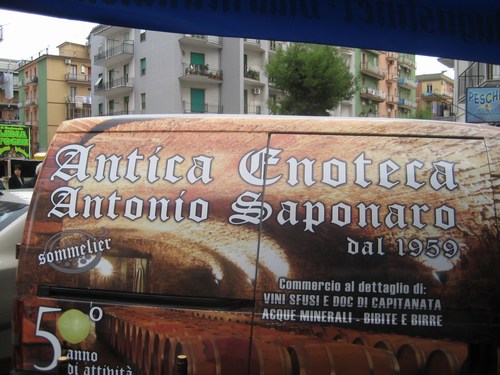 PESCHE
Antica Enoteca
Antonio Saponaro
dal 1959
sommelier
Commercio al dettaglio di:
VINI SFUSI E DOC DI CAPITANATA
ACQUE MINERALI - BIBITE E BIRRE
50°
anno
di attività